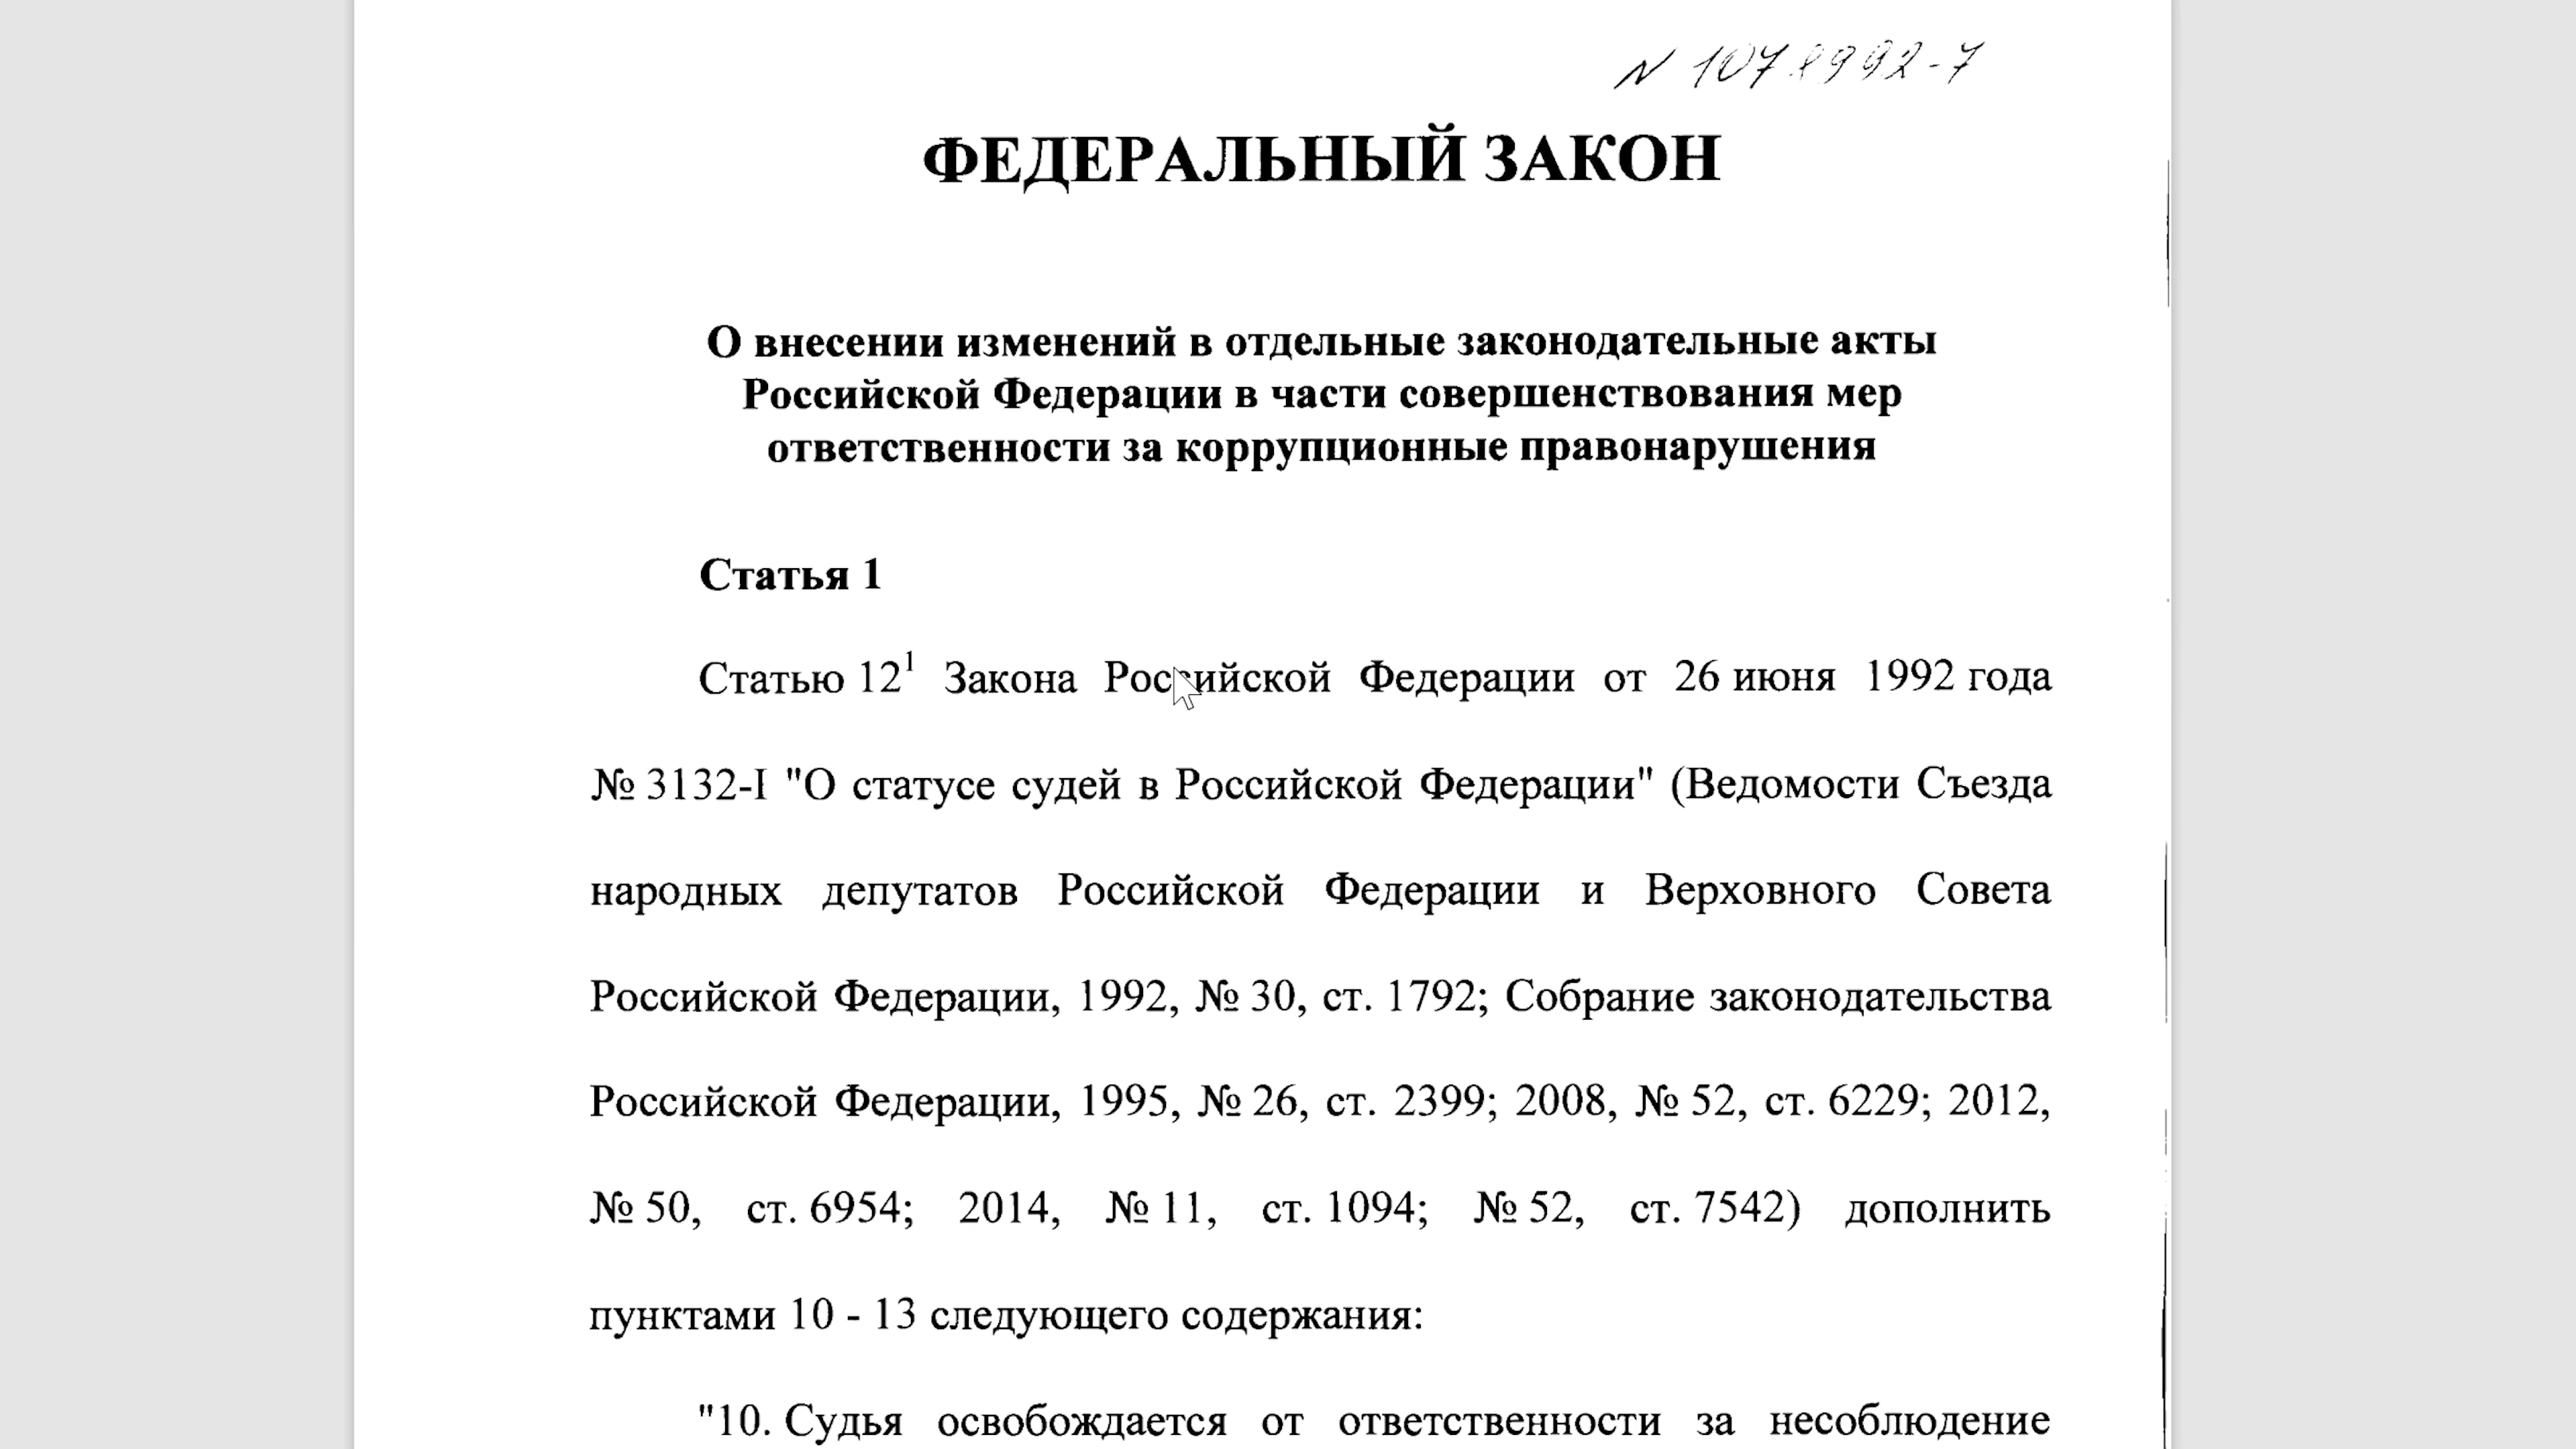 N 1078992-7
ФЕДЕРАЛЬНЫЙ ЗАКОН
О внесении изменений в отдельные законодательные акты
Российской Федерации в части совершенствования мер
ответственности за коррупционные правонарушения
Статья 1
Статью 12¹ Закона Российской Федерации от 26 июня 1992 года
№ 3132-I "О статусе судей в Российской Федерации" (Ведомости Съезда
народных депутатов Российской Федерации и Верховного Совета
Российской Федерации, 1992, № 30, ст. 1792; Собрание законодательства
Российской Федерации, 1995, № 26, ст. 2399; 2008, № 52, ст. 6229; 2012,
№ 50, ст. 6954; 2014, № 11, ст. 1094; № 52, ст. 7542) дополнить
пунктами 10 - 13 следующего содержания:
"10. Судья освобождается от ответственности за несоблюдение